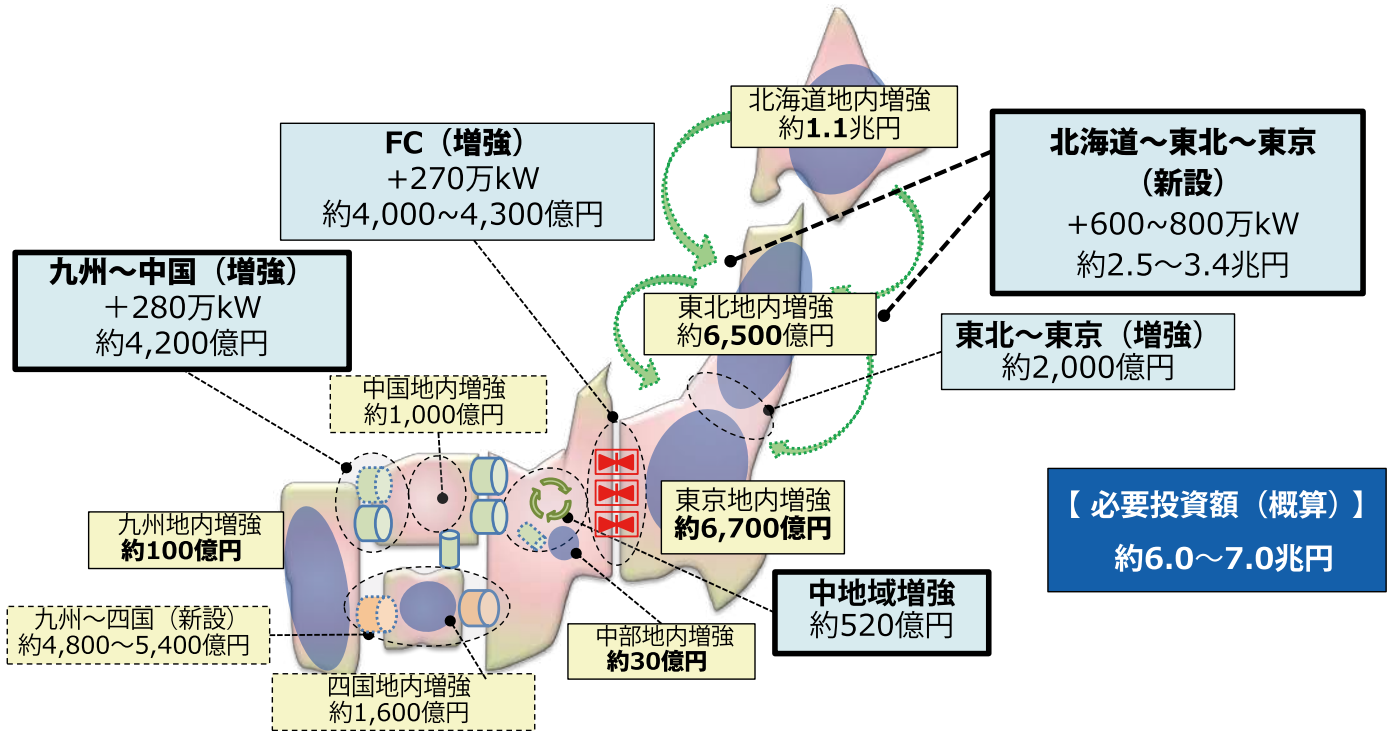 北海道地内増強
約1.1兆円
北海道～東北～東京
（新設）
+600~800万kW
約2.5～3.4兆円
FC（増強）
+270万kW
約4,000~4,300億円
九州～中国（増強）
＋280万kW
約4,200億円
東北地内増強
約6,500億円
東北～東京（増強）
約2,000億円
中国地内増強
約1,000億円
九州地内増強
約100億円
東京地内増強
約6,700億円
【 必要投資額（概算）】
約6.0～7.0兆円
中地域増強
約520億円
九州～四国（新設）
約4,800～5,400億円
中部地内増強
約30億円
四国地内増強
約1,600億円